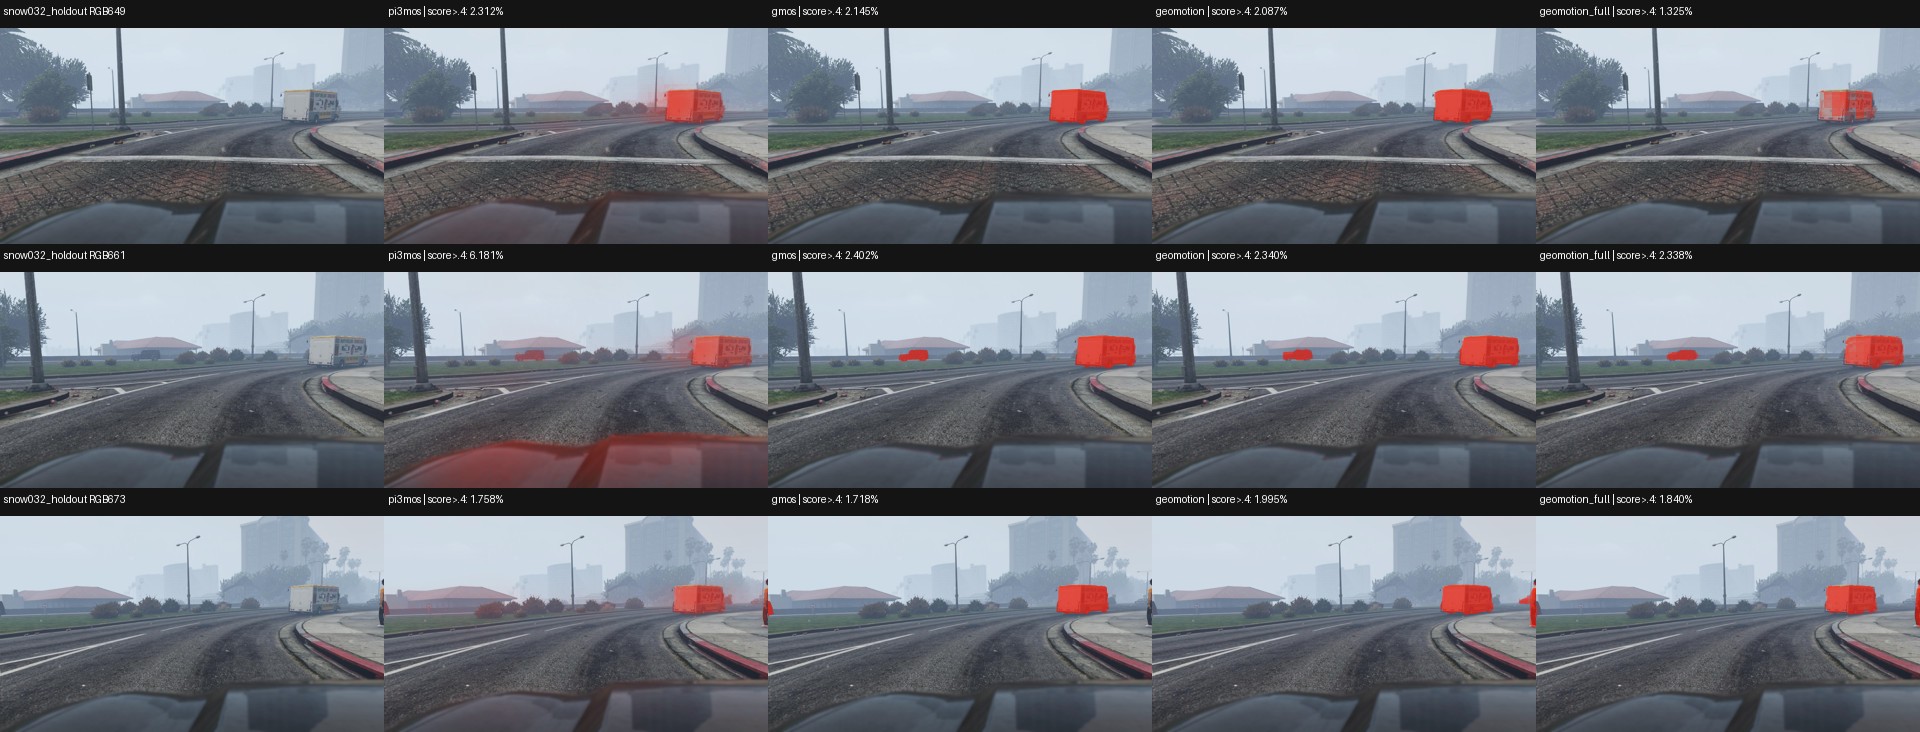 snow032_holdout RGB649
pi3mos | score>.4: 2.312%
gmos | score>.4: 2.145%
geomotion | score>.4: 2.087%
geomotion_full | score>.4: 1.325%
snow032_holdout RGB661
pi3mos | score>.4: 6.181%
gmos | score>.4: 2.402%
geomotion | score>.4: 2.340%
geomotion_full | score>.4: 2.338%
snow032_holdout RGB673
pi3mos | score>.4: 1.758%
gmos | score>.4: 1.718%
geomotion | score>.4: 1.995%
geomotion_full | score>.4: 1.840%